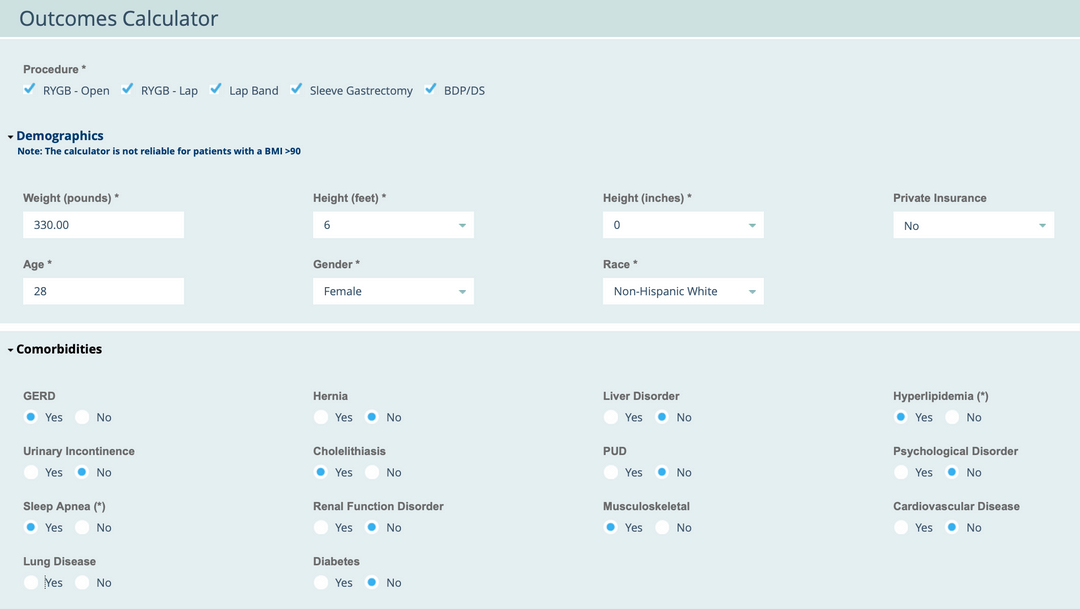 Outcomes Calculator
Procedure *
RYGB - Open RYGB - Lap Lap Band Sleeve Gastrectomy BDP/DS
Demographics
Note: The calculator is not reliable for patients with a BMI >90
Weight (pounds) * Height (feet) * Height (inches) * Private Insurance
330.00 6 0 No
Age * Gender * Race *
28 Female Non-Hispanic White
Comorbidities
GERD Hernia Liver Disorder Hyperlipidemia (*)
Yes No Yes No Yes No Yes No
Urinary Incontinence Cholelithiasis PUD Psychological Disorder
Yes No Yes No Yes No Yes No
Sleep Apnea (*) Renal Function Disorder Musculoskeletal Cardiovascular Disease
Yes No Yes No Yes No Yes No
Lung Disease Diabetes
Yes No Yes No